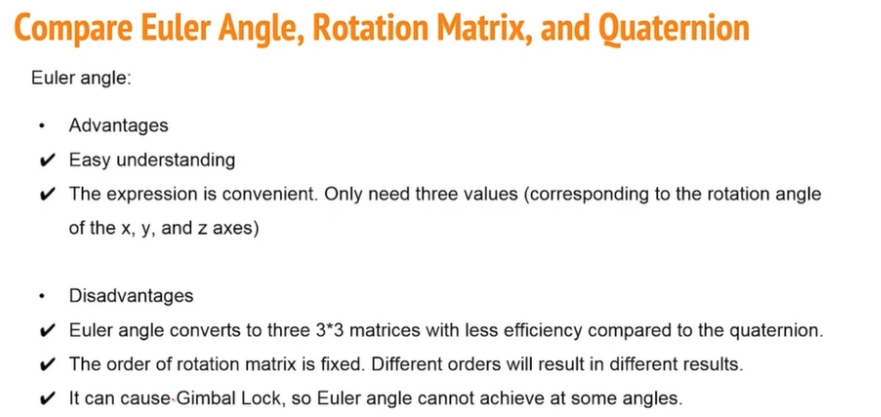 Compare Euler Angle, Rotation Matrix, and Quaternion
Euler angle:
• Advantages
✔ Easy understanding
✔ The expression is convenient. Only need three values (corresponding to the rotation angle
of the x, y, and z axes)
• Disadvantages
✔ Euler angle converts to three 3*3 matrices with less efficiency compared to the quaternion.
✔ The order of rotation matrix is fixed. Different orders will result in different results.
✔ It can cause Gimbal Lock, so Euler angle cannot achieve at some angles.